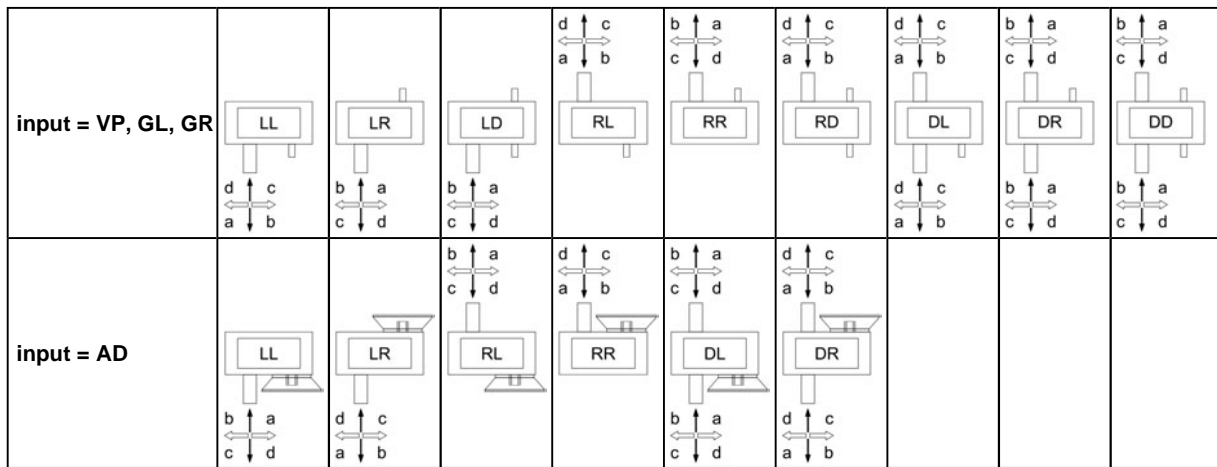 d c b a d c d c b a b a
a b c d a b a b c d c d
input = VP, GL, GR LL LR LD RL RR RD DL DR DD
d c b a b a d c b a b a
a b c d c d a b c d c d
b a d c b a d c
c d a b c d a b
input = AD LL LR RL RR DL DR
b a d c b a d c
c d a b c d a b